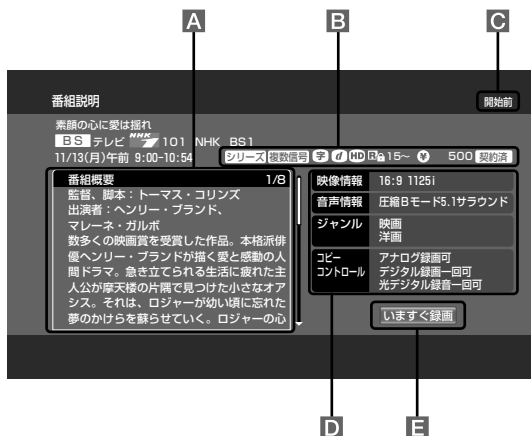 A
B
C
番組説明
開始前
素顔の心に愛は揺れ
BS テレビ NHK 101 NHK BS1
11/13(月)午前 9:00-10:54 シリーズ 複数信号 字 d HD R 15～ ¥ 500 契約済
番組概要 1/8
監督、脚本：トーマス・コリンズ
出演者：ヘンリー・ブランド、
マレーネ・ガルボ
数多くの映画賞を受賞した作品。本格派俳
優ヘンリー・ブランドが描く愛と感動の人
間ドラマ。急き立てられる生活に疲れた主
人公が摩天楼の片隅で見つけた小さなオア
シス。それは、ロジャーが幼い頃に忘れた
夢のかけらを蘇らせていく。ロジャーの心
映像情報 16:9 1125i
音声情報 圧縮Bモード5.1サラウンド
ジャンル 映画
洋画
コピー
コントロール
アナログ録画可
デジタル録画一回可
光デジタル録音一回可
いますぐ録画
D
E